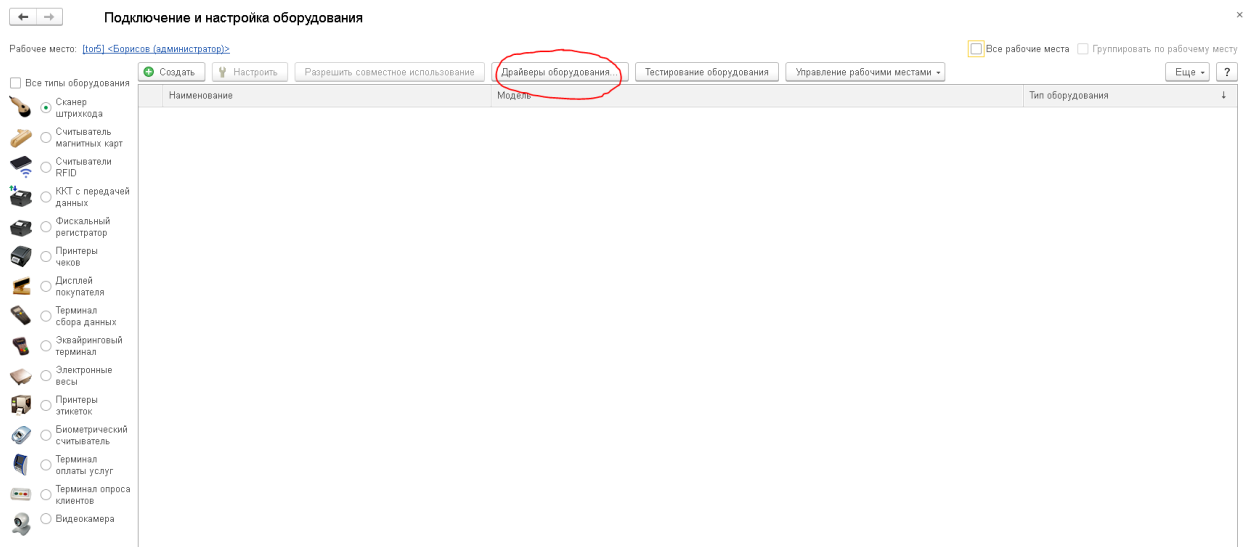 Подключение и настройка оборудования
Рабочее место: [tor5] <Борисов (администратор)>
Все рабочие места
Группировать по рабочему месту
Все типы оборудования
Создать
Настроить
Разрешить совместное использование
Драйверы оборудования...
Тестирование оборудования
Управление рабочими местами
Еще
?
Наименование
Модель
Тип оборудования
Сканер
штрихкода
Считыватель
магнитных карт
Считыватели
RFID
ККТ с передачей
данных
Фискальный
регистратор
Принтеры
чеков
Дисплей
покупателя
Терминал
сбора данных
Эквайринговый
терминал
Электронные
весы
Принтеры
этикеток
Биометрический
считыватель
Терминал
оплаты услуг
Терминал опроса
клиентов
Видеокамера